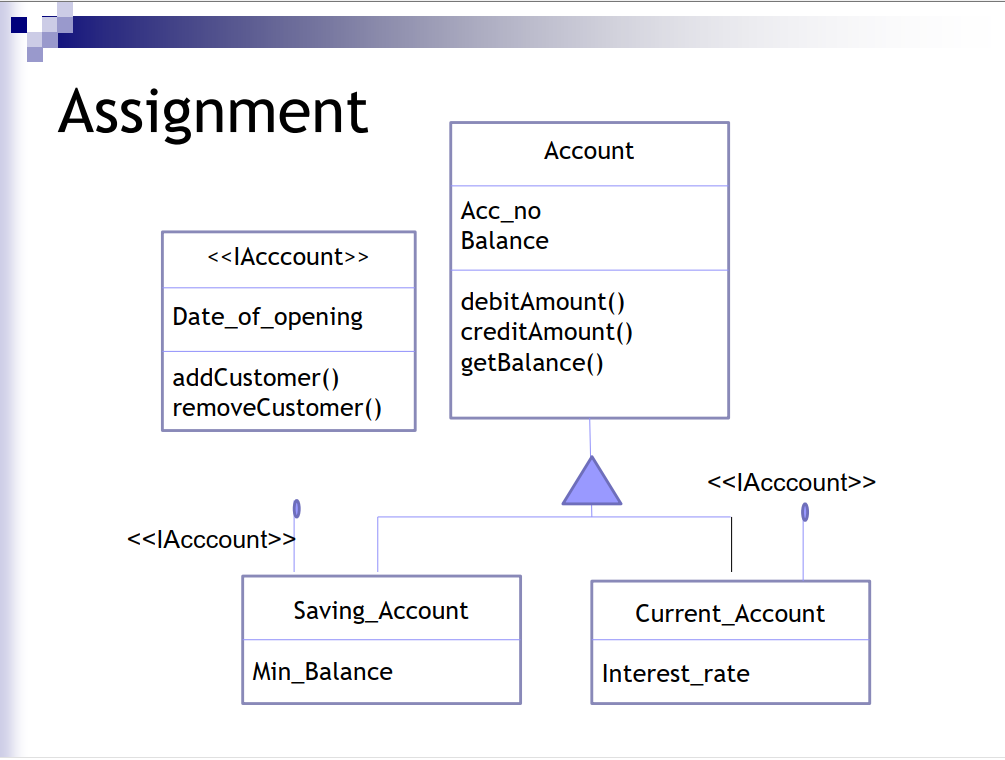 Assignment
Account
Acc_no
Balance
debitAmount()
creditAmount()
getBalance()
<<IAcccount>>
Date_of_opening
addCustomer()
removeCustomer()
<<IAcccount>>
<<IAcccount>>
Saving_Account
Min_Balance
Current_Account
Interest_rate